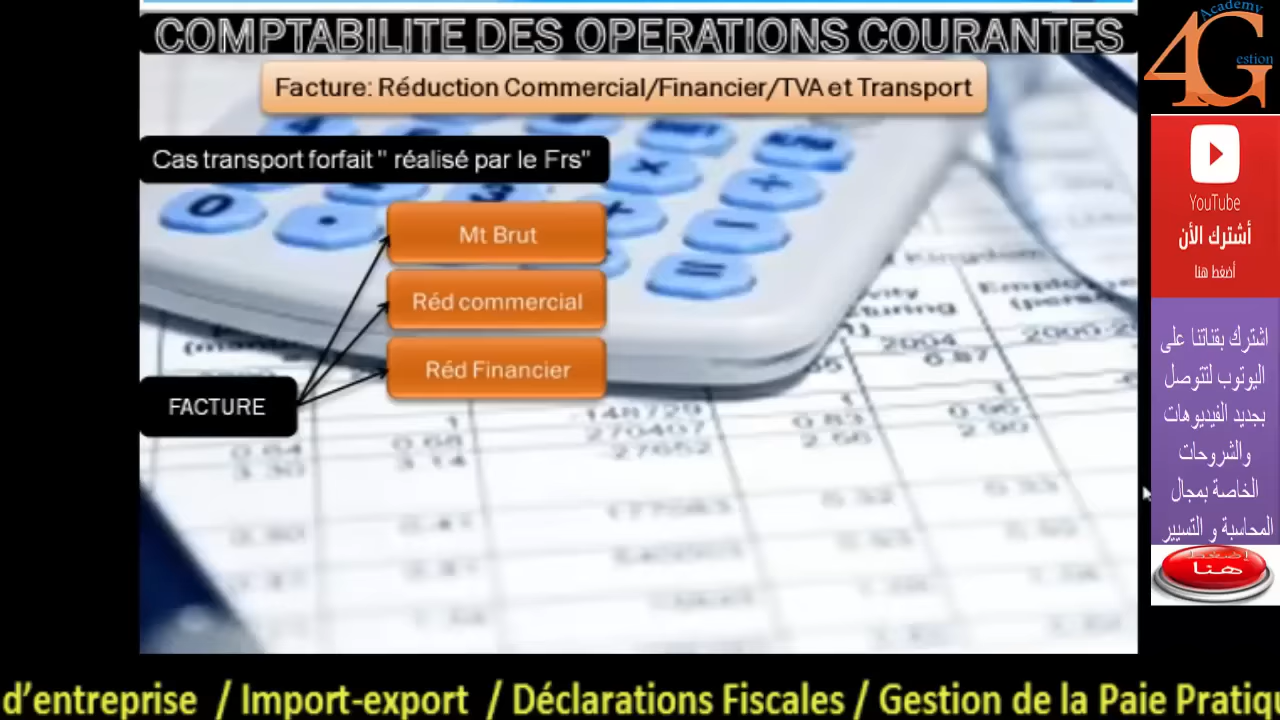 COMPTABILITE DES OPERATIONS COURANTES
Facture: Réduction Commercial/Financier/TVA et Transport
Cas transport forfait " réalisé par le Frs"
Mt Brut
Réd commercial
Réd Financier
FACTURE
4G
Academy
estion
YouTube
أشترك الأن
أضغط هنا
اشترك بقناتنا على
اليوتوب لتتوصل
بجديد الفيديوهات
والشروحات
الخاصة بمجال
المحاسبة و التسيير
إضغط
هنا
d'entreprise / Import-export / Déclarations Fiscales / Gestion de la Paie Pratiqu